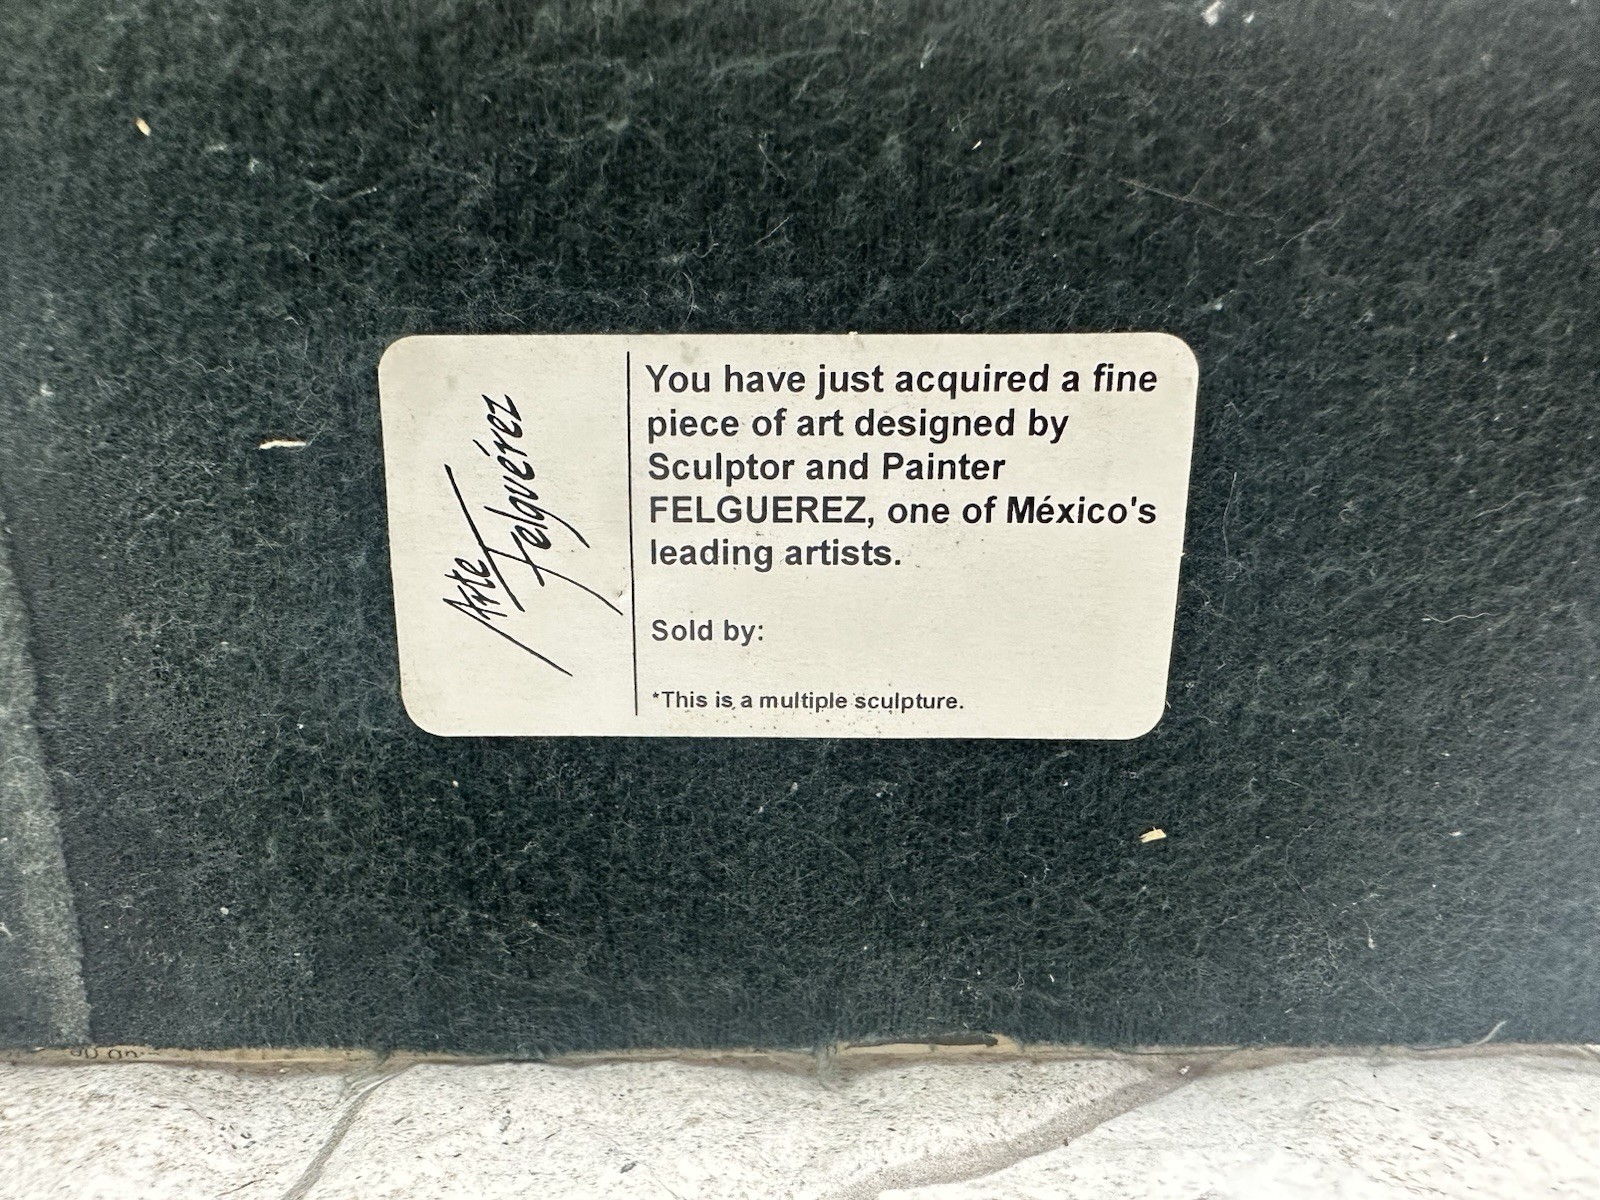 Arte
Felguérez
You have just acquired a fine
piece of art designed by
Sculptor and Painter
FELGUEREZ, one of México's
leading artists.
Sold by:
*This is a multiple sculpture.